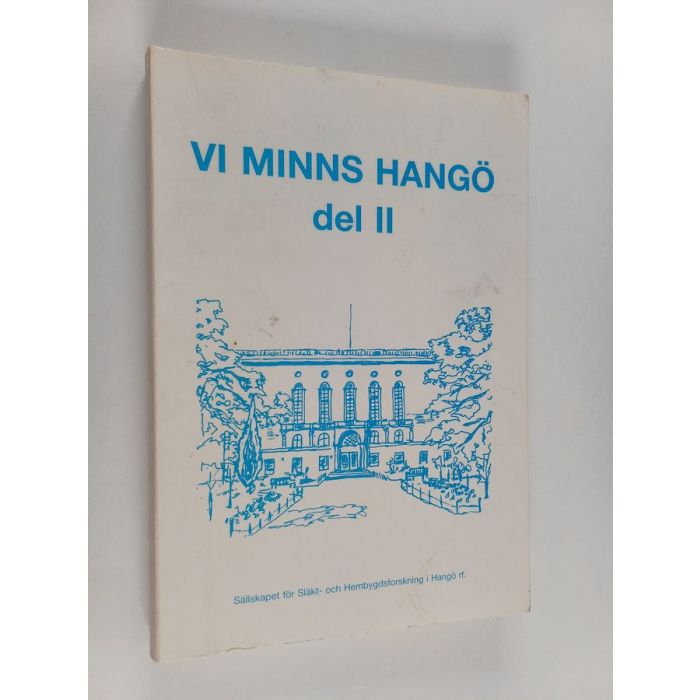 VI MINNS HANGÖ
del II
Sällskapet för Släkt- och Hembygdsforskning i Hangö rf.